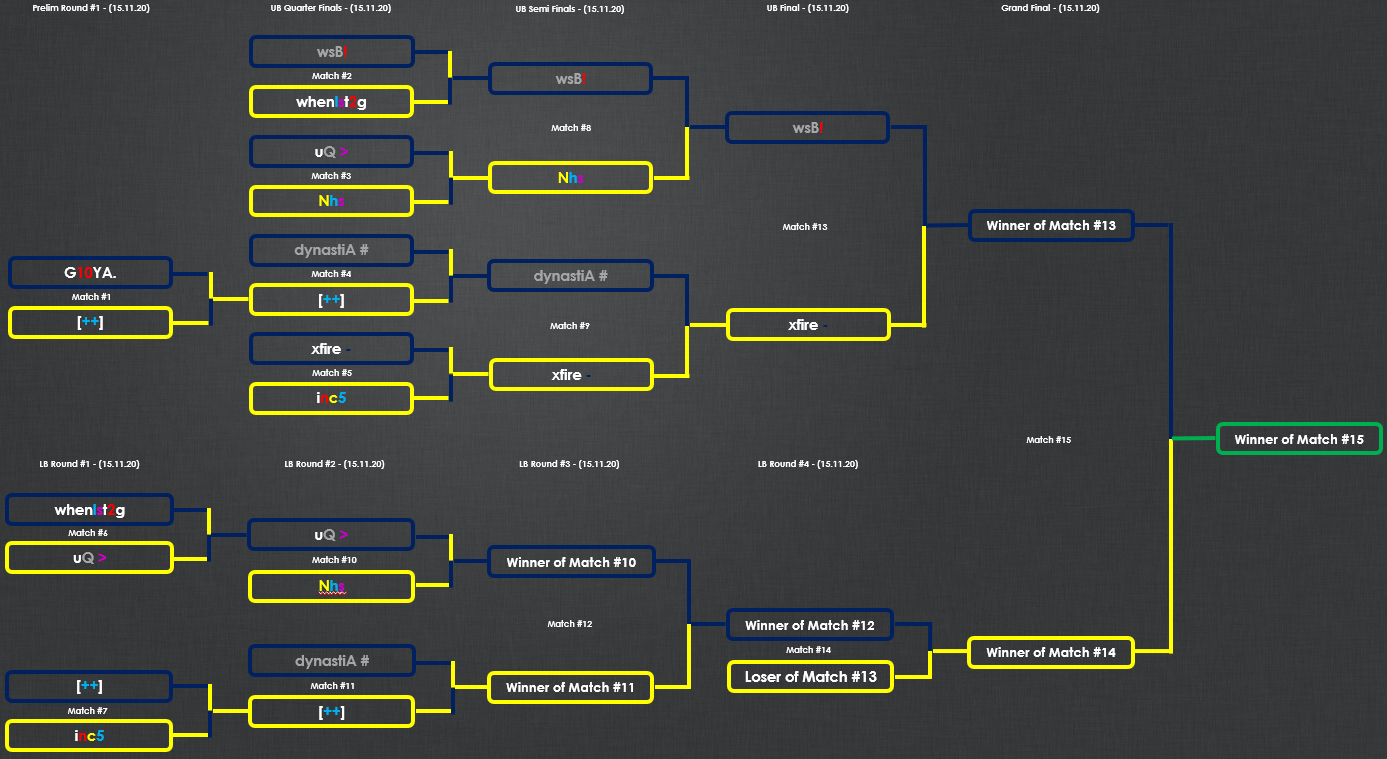 Prelim Round #1 - (15.11.20)
UB Quarter Finals - (15.11.20)
UB Semi Finals - (15.11.20)
UB Final - (15.11.20)
Grand Final - (15.11.20)
G10YA.
Match #1
[++]
wsB!
Match #2
whenIst2g
uQ >
Match #3
Nhs
dynastiA #
Match #4
[++]
xfire -
Match #5
inc5
wsB!
Match #8
Nhs
dynastiA #
Match #9
xfire -
wsB!
Match #13
xfire -
Winner of Match #13
Match #15
Winner of Match #15
LB Round #1 - (15.11.20)
LB Round #2 - (15.11.20)
LB Round #3 - (15.11.20)
LB Round #4 - (15.11.20)
whenIst2g
Match #6
uQ >
[++]
Match #7
inc5
uQ >
Match #10
Nhs
dynastiA #
Match #11
[++]
Winner of Match #10
Match #12
Winner of Match #11
Winner of Match #12
Match #14
Loser of Match #13
Winner of Match #14